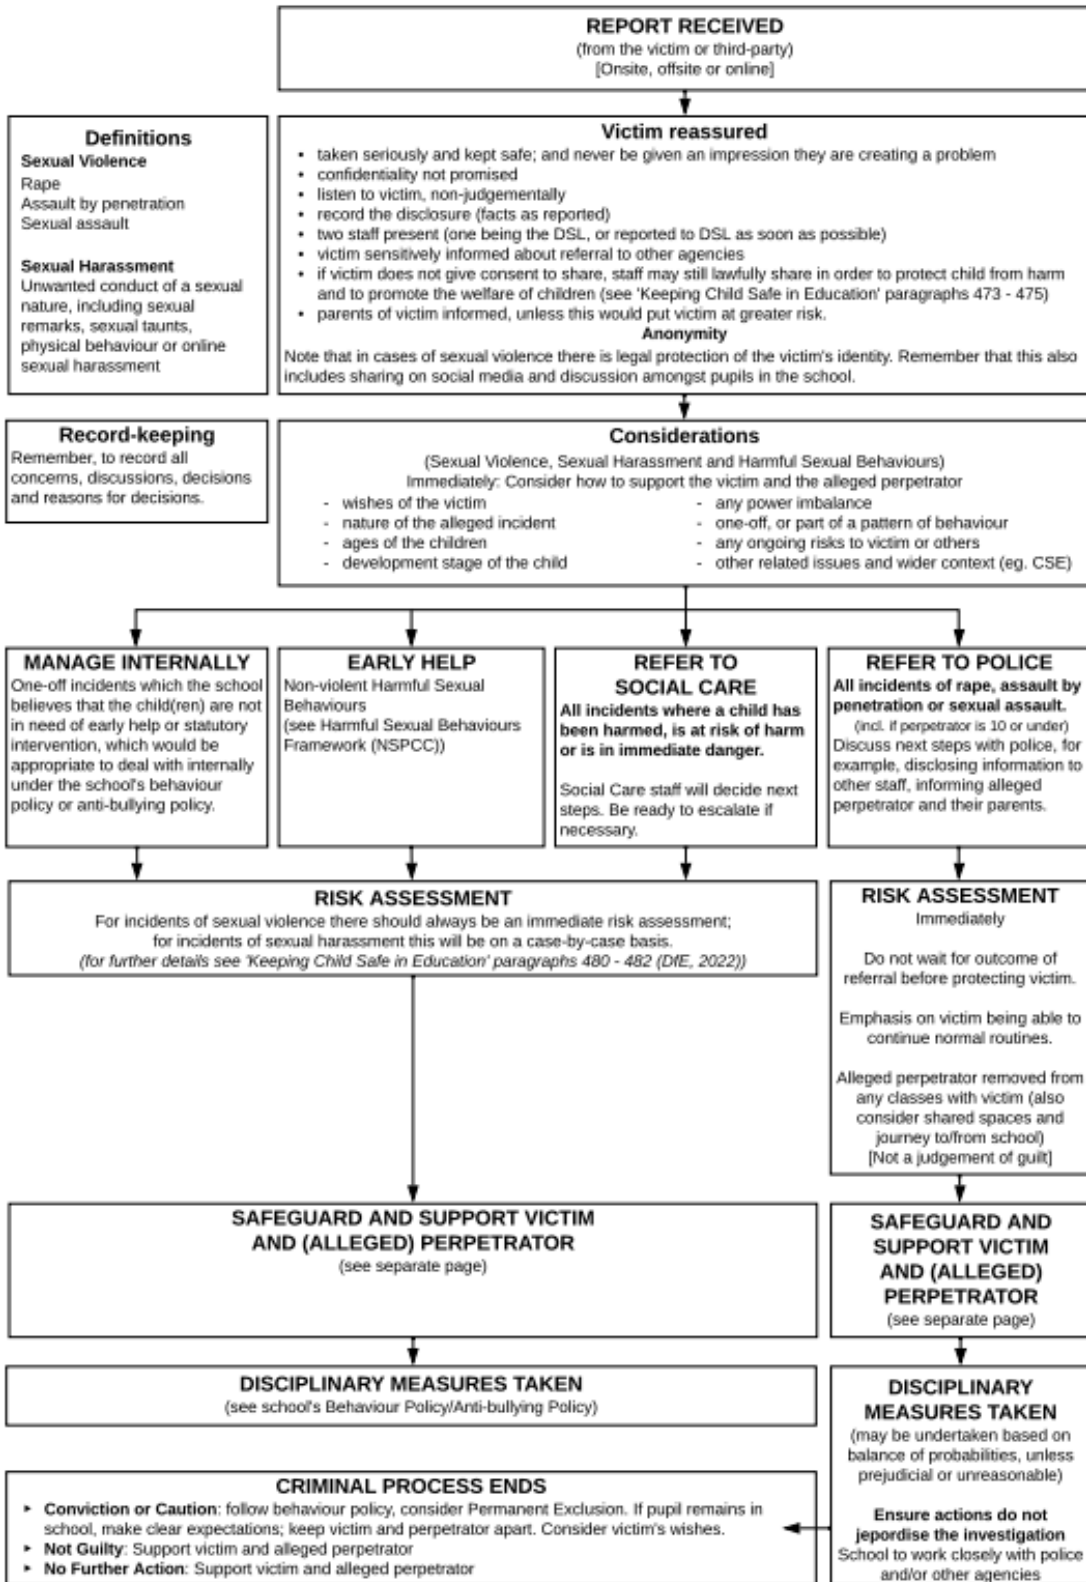 REPORT RECEIVED
(from the victim or third-party)
[Onsite, offsite or online]
Definitions
Sexual Violence
Rape
Assault by penetration
Sexual assault
Sexual Harassment
Unwanted conduct of a sexual
nature, including sexual
remarks, sexual taunts,
physical behaviour or online
sexual harassment
Victim reassured
• taken seriously and kept safe; and never be given an impression they are creating a problem
• confidentiality not promised
• listen to victim, non-judgementally
• record the disclosure (facts as reported)
• two staff present (one being the DSL, or reported to DSL as soon as possible)
• victim sensitively informed about referral to other agencies
• if victim does not give consent to share, staff may still lawfully share in order to protect child from harm
and to promote the welfare of children (see 'Keeping Child Safe in Education' paragraphs 473 - 475)
• parents of victim informed, unless this would put victim at greater risk.
Anonymity
Note that in cases of sexual violence there is legal protection of the victim's identity. Remember that this also
includes sharing on social media and discussion amongst pupils in the school.
Record-keeping
Remember, to record all
concerns, discussions, decisions
and reasons for decisions.
Considerations
(Sexual Violence, Sexual Harassment and Harmful Sexual Behaviours)
Immediately: Consider how to support the victim and the alleged perpetrator
- wishes of the victim
- nature of the alleged incident
- ages of the children
- development stage of the child
- any power imbalance
- one-off, or part of a pattern of behaviour
- any ongoing risks to victim or others
- other related issues and wider context (eg. CSE)
MANAGE INTERNALLY
One-off incidents which the school
believes that the child(ren) are not
in need of early help or statutory
intervention, which would be
appropriate to deal with internally
under the school's behaviour
policy or anti-bullying policy.
EARLY HELP
Non-violent Harmful Sexual
Behaviours
(see Harmful Sexual Behaviours
Framework (NSPCC))
REFER TO
SOCIAL CARE
All incidents where a child has
been harmed, is at risk of harm
or is in immediate danger.
Social Care staff will decide next
steps. Be ready to escalate if
necessary.
REFER TO POLICE
All incidents of rape, assault by
penetration or sexual assault.
(incl. if perpetrator is 10 or under)
Discuss next steps with police, for
example, disclosing information to
other staff, informing alleged
perpetrator and their parents.
RISK ASSESSMENT
For incidents of sexual violence there should always be an immediate risk assessment;
for incidents of sexual harassment this will be on a case-by-case basis.
(for further details see 'Keeping Child Safe in Education' paragraphs 480 - 482 (DfE, 2022))
RISK ASSESSMENT
Immediately
Do not wait for outcome of
referral before protecting victim.
Emphasis on victim being able to
continue normal routines.
Alleged perpetrator removed from
any classes with victim (also
consider shared spaces and
journey to/from school)
[Not a judgement of guilt]
SAFEGUARD AND SUPPORT VICTIM
AND (ALLEGED) PERPETRATOR
(see separate page)
SAFEGUARD AND
SUPPORT VICTIM
AND (ALLEGED)
PERPETRATOR
(see separate page)
DISCIPLINARY MEASURES TAKEN
(see school's Behaviour Policy/Anti-bullying Policy)
DISCIPLINARY
MEASURES TAKEN
(may be undertaken based on
balance of probabilities, unless
prejudicial or unreasonable)
Ensure actions do not
jepordise the investigation
School to work closely with police
and/or other agencies
CRIMINAL PROCESS ENDS
‣ Conviction or Caution: follow behaviour policy, consider Permanent Exclusion. If pupil remains in
school, make clear expectations; keep victim and perpetrator apart. Consider victim's wishes.
‣ Not Guilty: Support victim and alleged perpetrator
‣ No Further Action: Support victim and alleged perpetrator